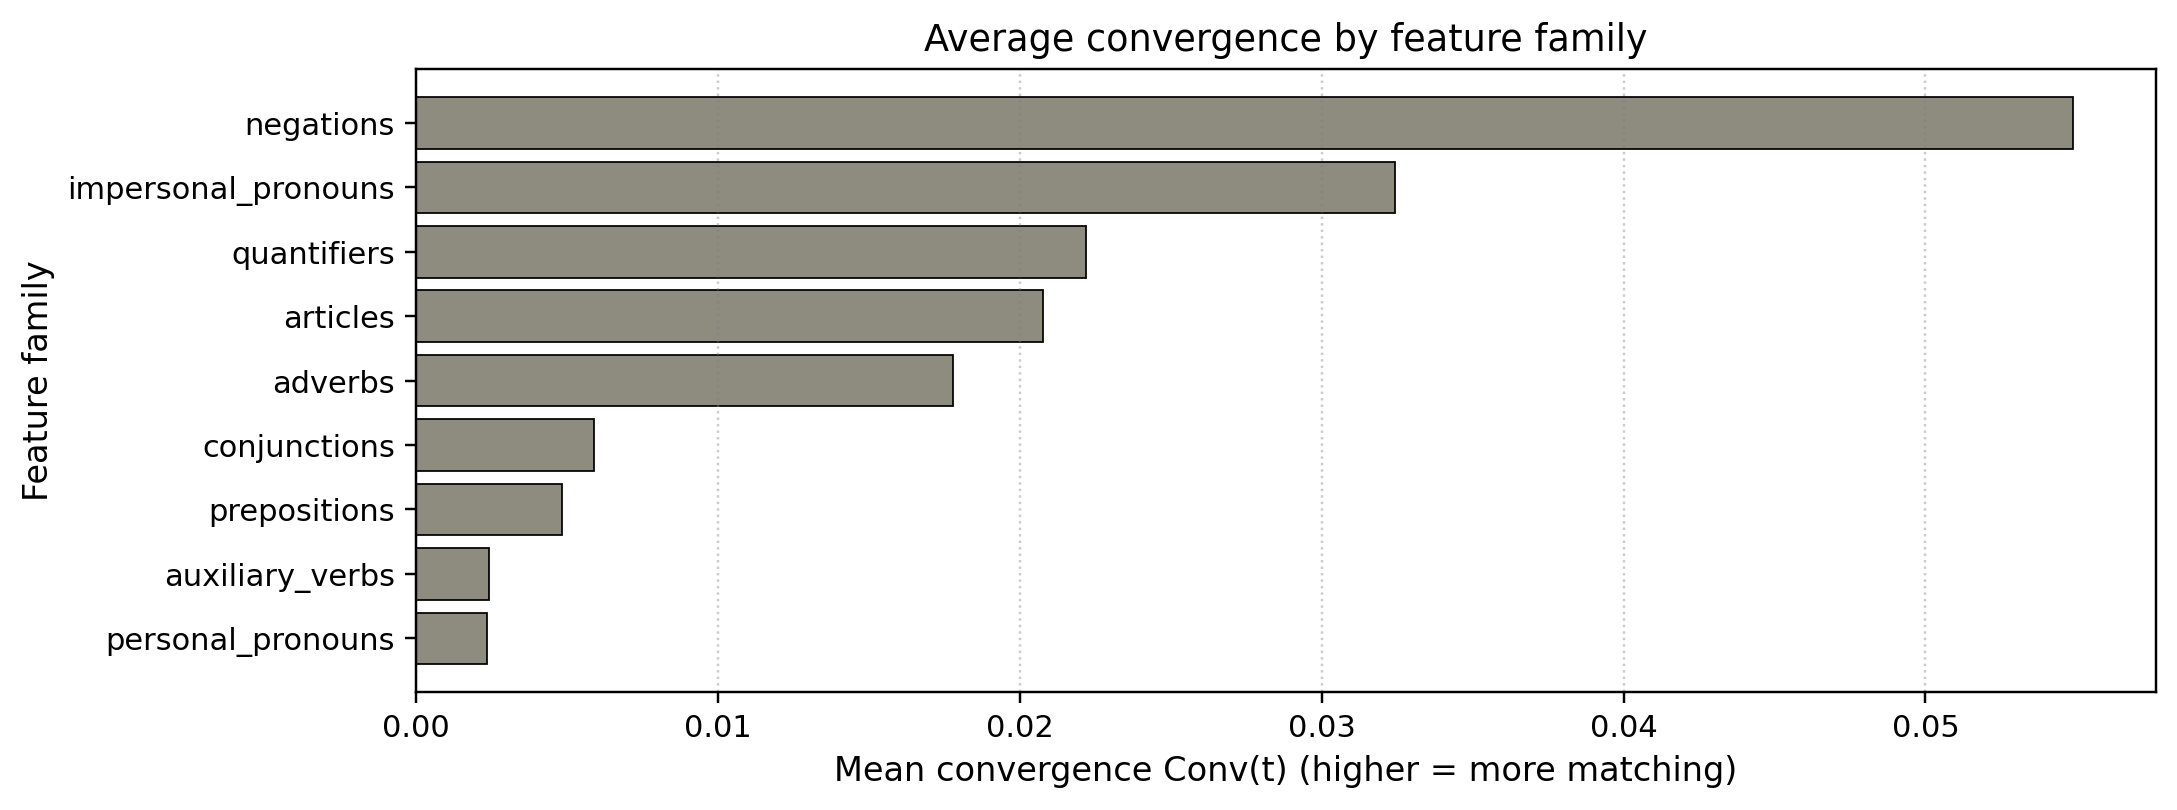 Average convergence by feature family
Feature family
negations
impersonal_pronouns
quantifiers
articles
adverbs
conjunctions
prepositions
auxiliary_verbs
personal_pronouns
0.00 0.01 0.02 0.03 0.04 0.05
Mean convergence Conv(t) (higher = more matching)